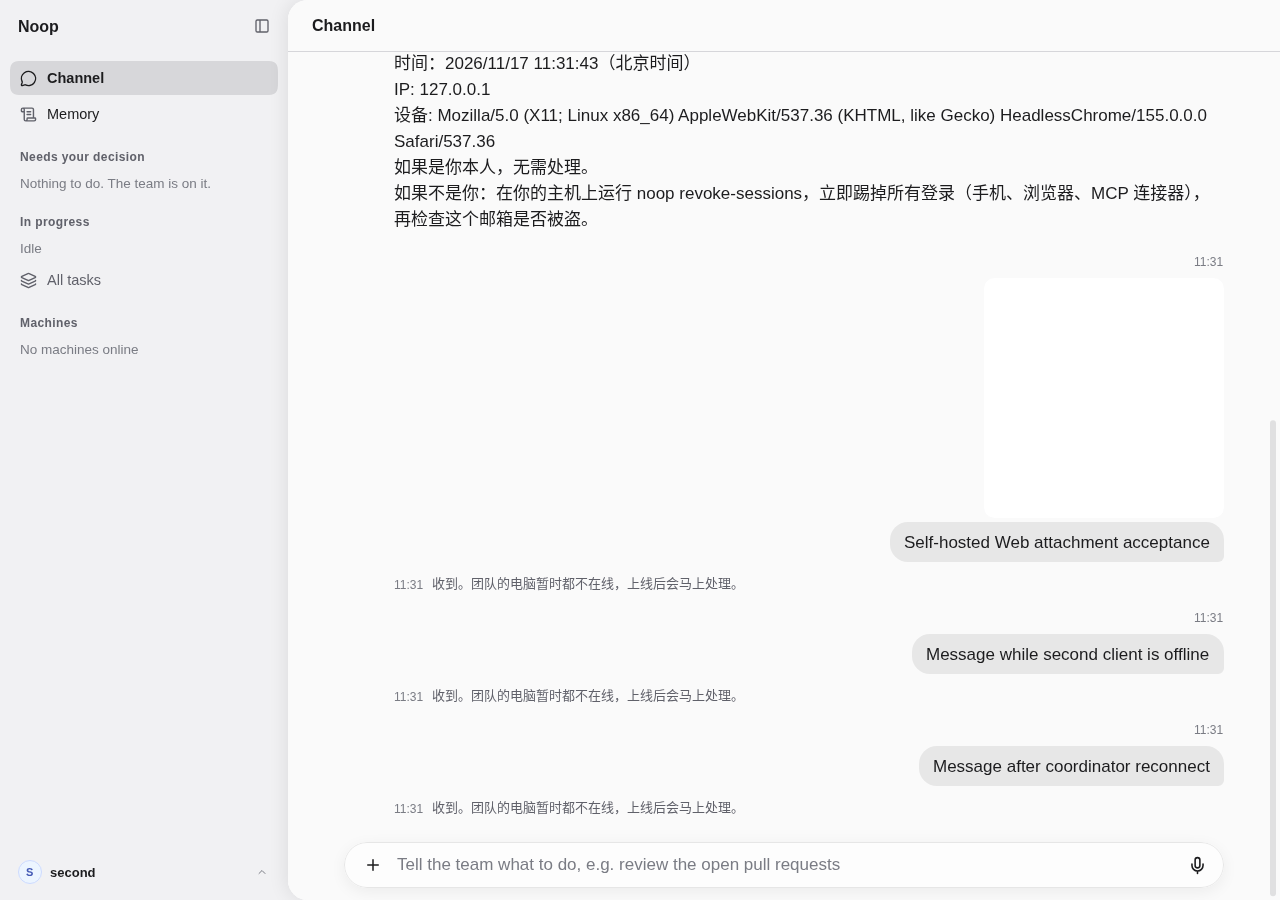 Noop
Channel
Memory
Needs your decision
Nothing to do. The team is on it.
In progress
Idle
All tasks
Machines
No machines online
S
second
Channel
时间：2026/11/17 11:31:43（北京时间）
IP: 127.0.0.1
设备: Mozilla/5.0 (X11; Linux x86_64) AppleWebKit/537.36 (KHTML, like Gecko) HeadlessChrome/155.0.0.0
Safari/537.36
如果是你本人，无需处理。
如果不是你：在你的主机上运行 noop revoke-sessions，立即踢掉所有登录（手机、浏览器、MCP 连接器），
再检查这个邮箱是否被盗。
11:31
Self-hosted Web attachment acceptance
11:31 收到。团队的电脑暂时都不在线，上线后会马上处理。
11:31
Message while second client is offline
11:31 收到。团队的电脑暂时都不在线，上线后会马上处理。
11:31
Message after coordinator reconnect
11:31 收到。团队的电脑暂时都不在线，上线后会马上处理。
Tell the team what to do, e.g. review the open pull requests